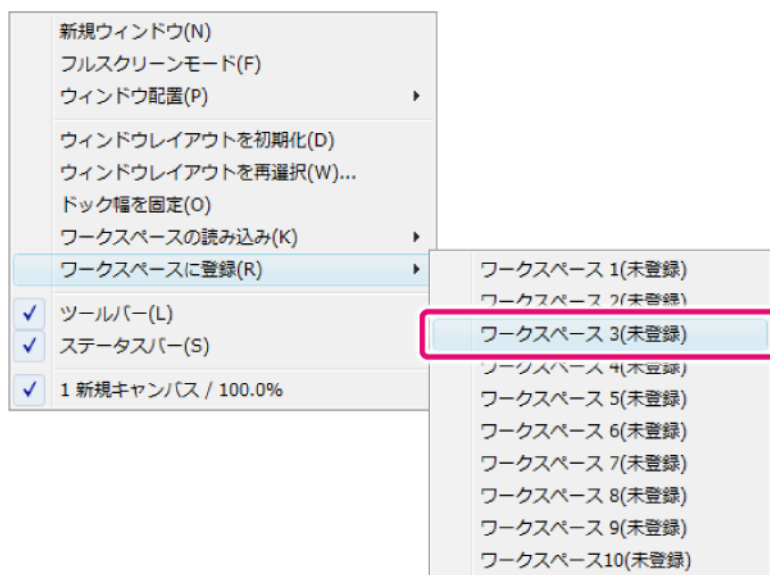 新規ウィンドウ(N)
フルスクリーンモード(F)
ウィンドウ配置(P)
ウィンドウレイアウトを初期化(D)
ウィンドウレイアウトを再選択(W)...
ドック幅を固定(O)
ワークスペースの読み込み(K)
ワークスペースに登録(R)
ツールバー(L)
ステータスバー(S)
1 新規キャンバス / 100.0%
ワークスペース 1(未登録)
ワークスペース 2(未登録)
ワークスペース 3(未登録)
ワークスペース 4(未登録)
ワークスペース 5(未登録)
ワークスペース 6(未登録)
ワークスペース 7(未登録)
ワークスペース 8(未登録)
ワークスペース 9(未登録)
ワークスペース10(未登録)